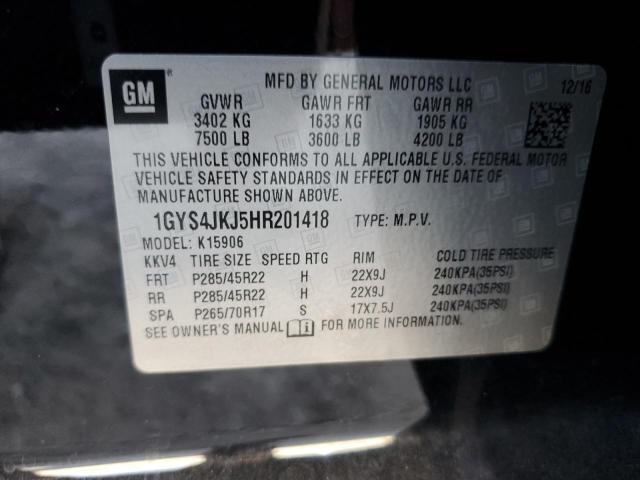 GM ®
MFD BY GENERAL MOTORS LLC 12/16
GVWR GAWR FRT GAWR RR
3402 KG 1633 KG 1905 KG
7500 LB 3600 LB 4200 LB
THIS VEHICLE CONFORMS TO ALL APPLICABLE U.S. FEDERAL MOTOR
VEHICLE SAFETY STANDARDS IN EFFECT ON THE DATE OF
MANUFACTURE SHOWN ABOVE.
1GYS4JKJ5HR201418 TYPE: M.P.V.
MODEL: K15906
KKV4 TIRE SIZE SPEED RTG RIM COLD TIRE PRESSURE
FRT P285/45R22 H 22X9J 240KPA(35PSI)
RR P285/45R22 H 22X9J 240KPA(35PSI)
SPA P265/70R17 S 17X7.5J 240KPA(35PSI)
SEE OWNER'S MANUAL FOR MORE INFORMATION.